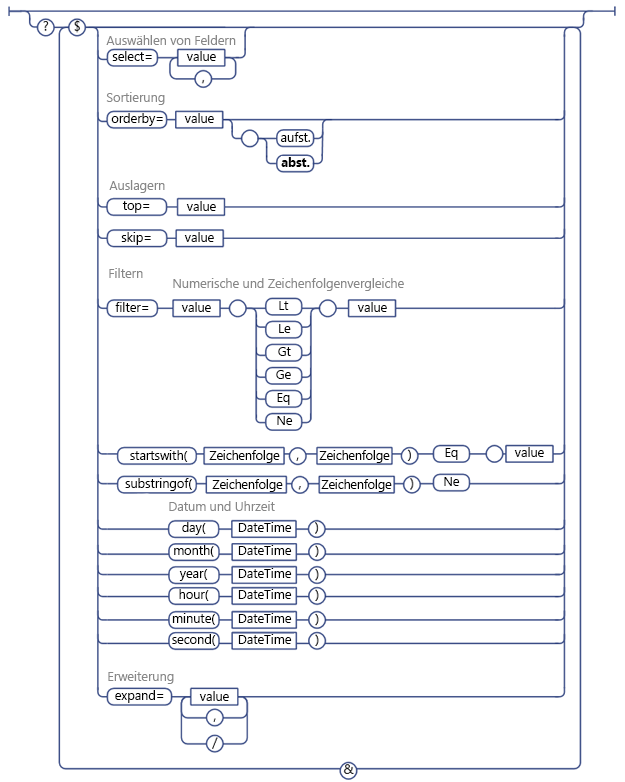 ? $
Auswählen von Feldern
select= value
,
Sortierung
orderby= value
aufst.
abst.
Auslagern
top= value
skip= value
Filtern
Numerische und Zeichenfolgenvergleiche
filter= value Lt value
Le
Gt
Ge
Eq
Ne
startswith( Zeichenfolge , Zeichenfolge ) Eq value
substringof( Zeichenfolge , Zeichenfolge ) Ne
Datum und Uhrzeit
day( DateTime )
month( DateTime )
year( DateTime )
hour( DateTime )
minute( DateTime )
second( DateTime )
Erweiterung
expand= value
,
/
&